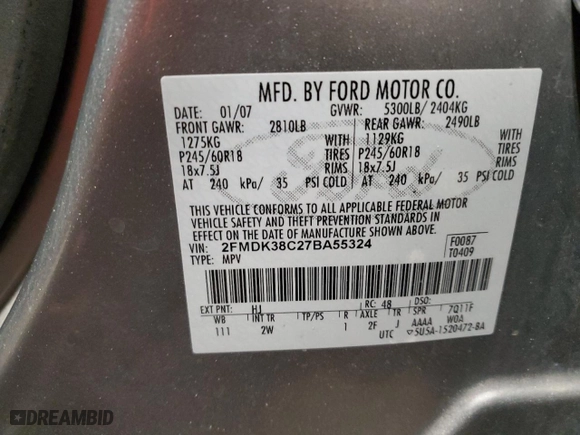 MFD. BY FORD MOTOR CO.
DATE: 01/07 GVWR: 5300LB/ 2404KG
FRONT GAWR: 2810LB REAR GAWR: 2490LB
1275KG WITH 1129KG WITH
P245/60R18 TIRES P245/60R18 TIRES
18x7.5J RIMS 18x7.5J RIMS
AT 240 kPa/ 35 PSI COLD AT 240 kPa/ 35 PSI COLD
THIS VEHICLE CONFORMS TO ALL APPLICABLE FEDERAL MOTOR
VEHICLE SAFETY AND THEFT PREVENTION STANDARDS IN
EFFECT ON THE DATE OF MANUFACTURE SHOWN ABOVE.
VIN: 2FMDK38C27BA55324 F0087
TYPE: MPV T0409
EXT PNT: HJ RC: 48 DSO:
WB INT TR TP/PS R AXLE TR SPR 7Q11F
111 2W 1 2F J AAAA W0A
UTC ▽5U5A-1520472-BA
Ford
DREAMBID